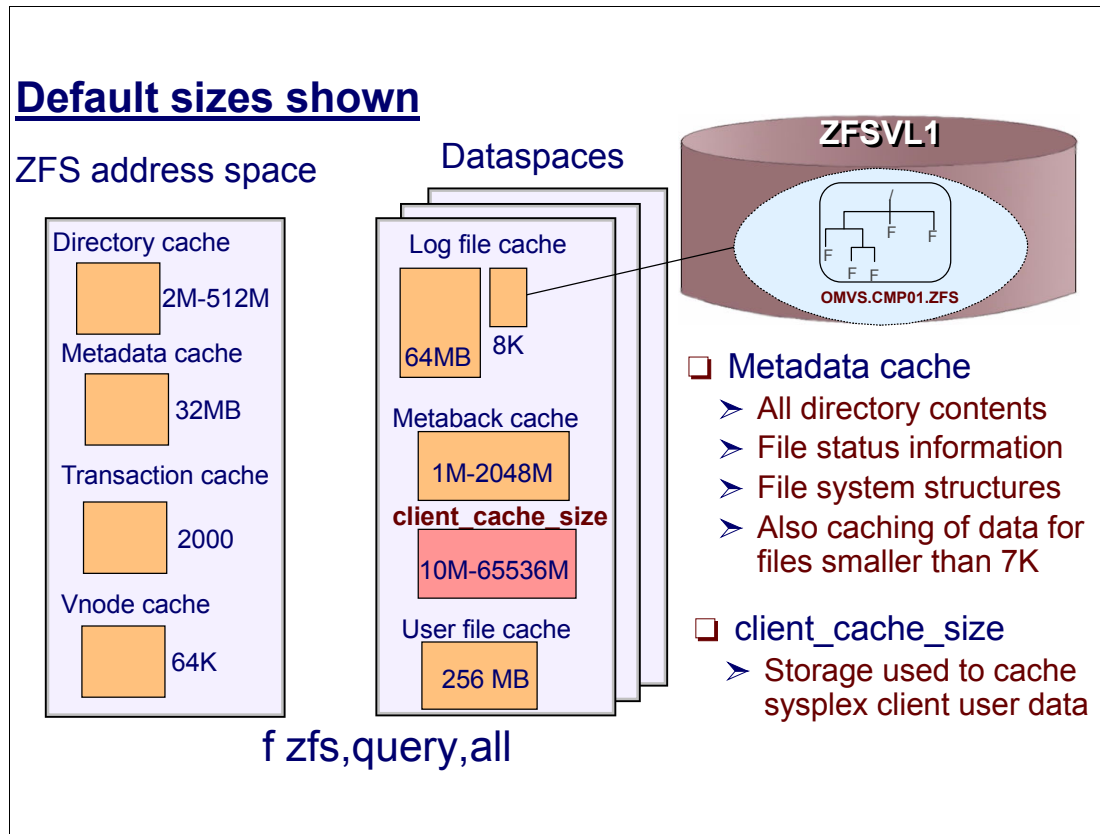 Default sizes shown
ZFS address space
Directory cache
2M-512M
Metadata cache
32MB
Transaction cache
2000
Vnode cache
64K
Dataspaces
Log file cache
64MB
8K
Metaback cache
1M-2048M
client_cache_size
10M-65536M
User file cache
256 MB
f zfs,query,all
ZFSVL1
/
F
F
F
F
F
OMVS.CMP01.ZFS
❑ Metadata cache
➢ All directory contents
➢ File status information
➢ File system structures
➢ Also caching of data for
files smaller than 7K
❑ client_cache_size
➢ Storage used to cache
sysplex client user data